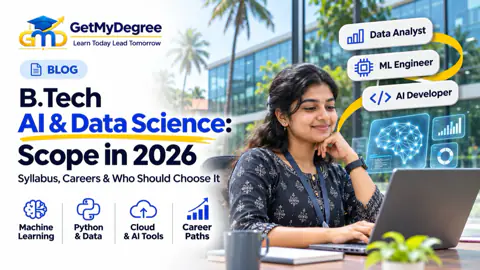 GMD
GetMyDegree
Learn Today Lead Tomorrow
BLOG
B.Tech
AI & Data Science:
Scope in 2026
Syllabus, Careers & Who Should Choose It
Machine
Learning
Python
& Data
Cloud
& AI Tools
Career
Paths
Data Analyst
ML Engineer
</> AI Developer